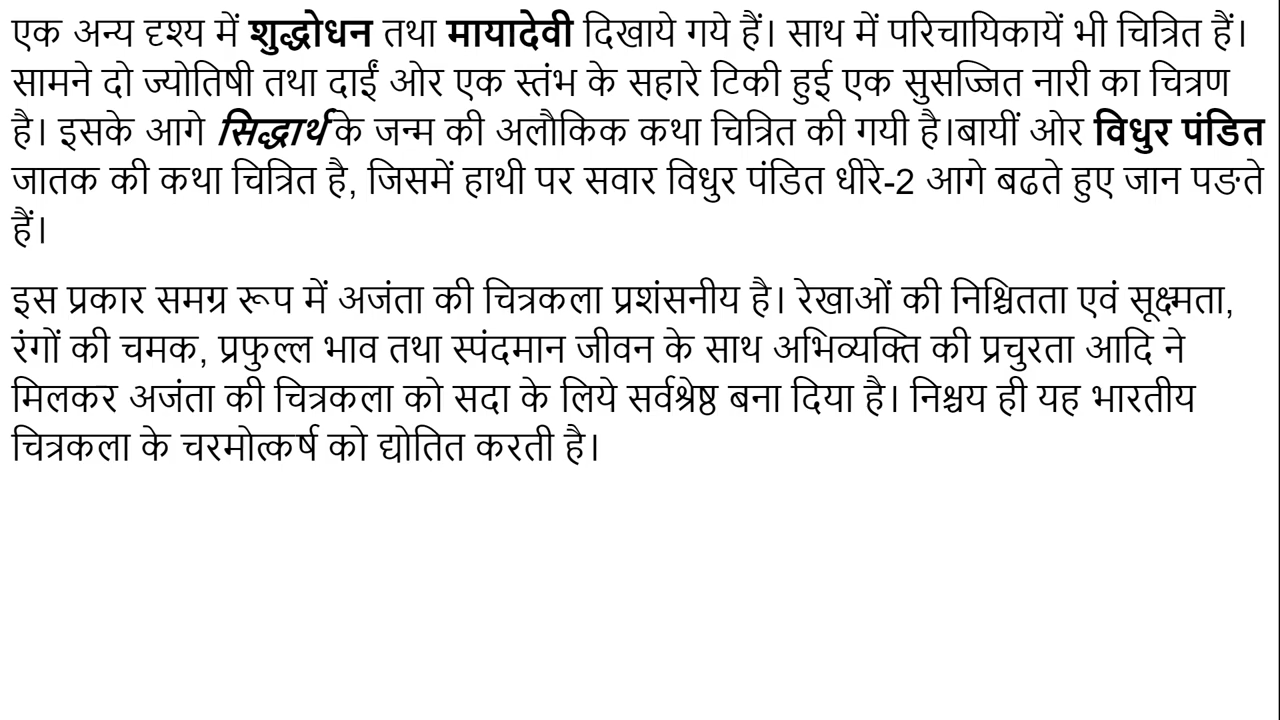 एक अन्य दृश्य में शुद्धोधन तथा मायादेवी दिखाये गये हैं। साथ में परिचायिकायें भी चित्रित हैं।
सामने दो ज्योतिषी तथा दाईं ओर एक स्तंभ के सहारे टिकी हुई एक सुसज्जित नारी का चित्रण
है। इसके आगे सिद्धार्थ के जन्म की अलौकिक कथा चित्रित की गयी है।बायीं ओर विधुर पंडित
जातक की कथा चित्रित है, जिसमें हाथी पर सवार विधुर पंडित धीरे-2 आगे बढते हुए जान पङते
हैं।
इस प्रकार समग्र रूप में अजंता की चित्रकला प्रशंसनीय है। रेखाओं की निश्चितता एवं सूक्ष्मता,
रंगों की चमक, प्रफुल्ल भाव तथा स्पंदमान जीवन के साथ अभिव्यक्ति की प्रचुरता आदि ने
मिलकर अजंता की चित्रकला को सदा के लिये सर्वश्रेष्ठ बना दिया है। निश्चय ही यह भारतीय
चित्रकला के चरमोत्कर्ष को द्योतित करती है।